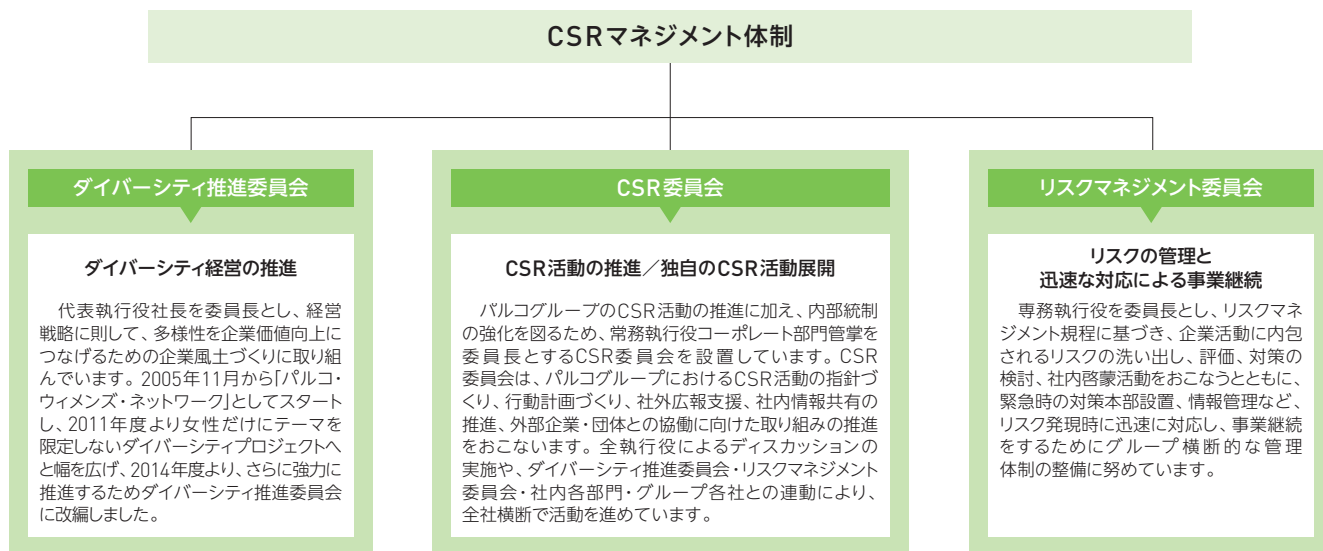 CSRマネジメント体制
ダイバーシティ推進委員会
ダイバーシティ経営の推進
代表執行役社長を委員長とし、経営
戦略に則して、多様性を企業価値向上に
つなげるための企業風土づくりに取り組
んでいます。2005年11月から「パルコ・
ウィメンズ・ネットワーク」としてスタート
し、2011年度より女性だけにテーマを
限定しないダイバーシティプロジェクトへ
と幅を広げ、2014年度より、さらに強力に
推進するためダイバーシティ推進委員会
に改編しました。
CSR委員会
CSR活動の推進／独自のCSR活動展開
パルコグループのCSR活動の推進に加え、内部統制
の強化を図るため、常務執行役コーポレート部門管掌を
委員長とするCSR委員会を設置しています。CSR
委員会は、パルコグループにおけるCSR活動の指針づ
くり、行動計画づくり、社外広報支援、社内情報共有の
推進、外部企業・団体との協働に向けた取り組みの推進
をおこないます。全執行役によるディスカッションの
実施や、ダイバーシティ推進委員会・リスクマネジメント
委員会・社内各部門・グループ各社との連動により、
全社横断で活動を進めています。
リスクマネジメント委員会
リスクの管理と
迅速な対応による事業継続
専務執行役を委員長とし、リスクマネ
ジメント規程に基づき、企業活動に内包
されるリスクの洗い出し、評価、対策の
検討、社内啓蒙活動をおこなうとともに、
緊急時の対策本部設置、情報管理など、
リスク発現時に迅速に対応し、事業継続
をするためにグループ横断的な管理
体制の整備に努めています。